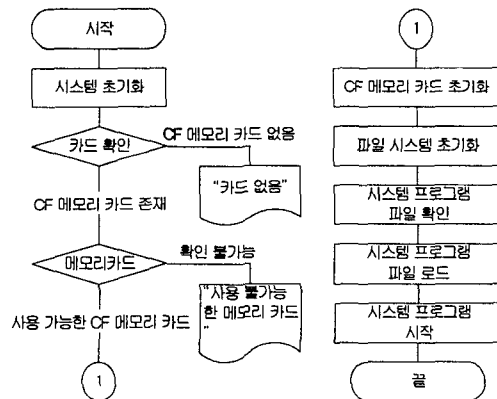 시작
시스템 초기화
카드 확인
CF 메모리 카드 없음
"카드 없음"
CF 메모리 카드 존재
메모리카드
확인 불가능
"사용 불가능
한 메모리 카드
"
사용 가능한 CF 메모리 카드
1
1
CF 메모리 카드 초기화
파일 시스템 초기화
시스템 프로그램
파일 확인
시스템 프로그램
파일 로드
시스템 프로그램
시작
끝